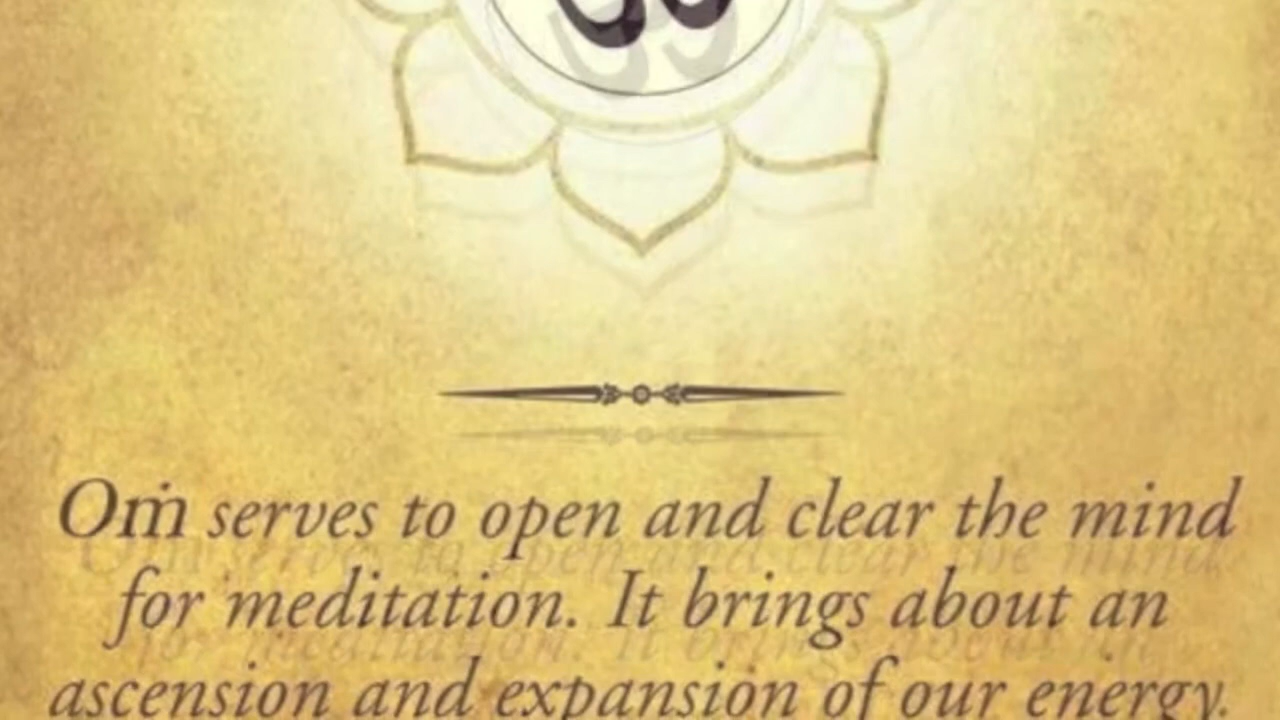 Oṁ serves to open and clear the mind
for meditation. It brings about an
ascension and expansion of our energy.